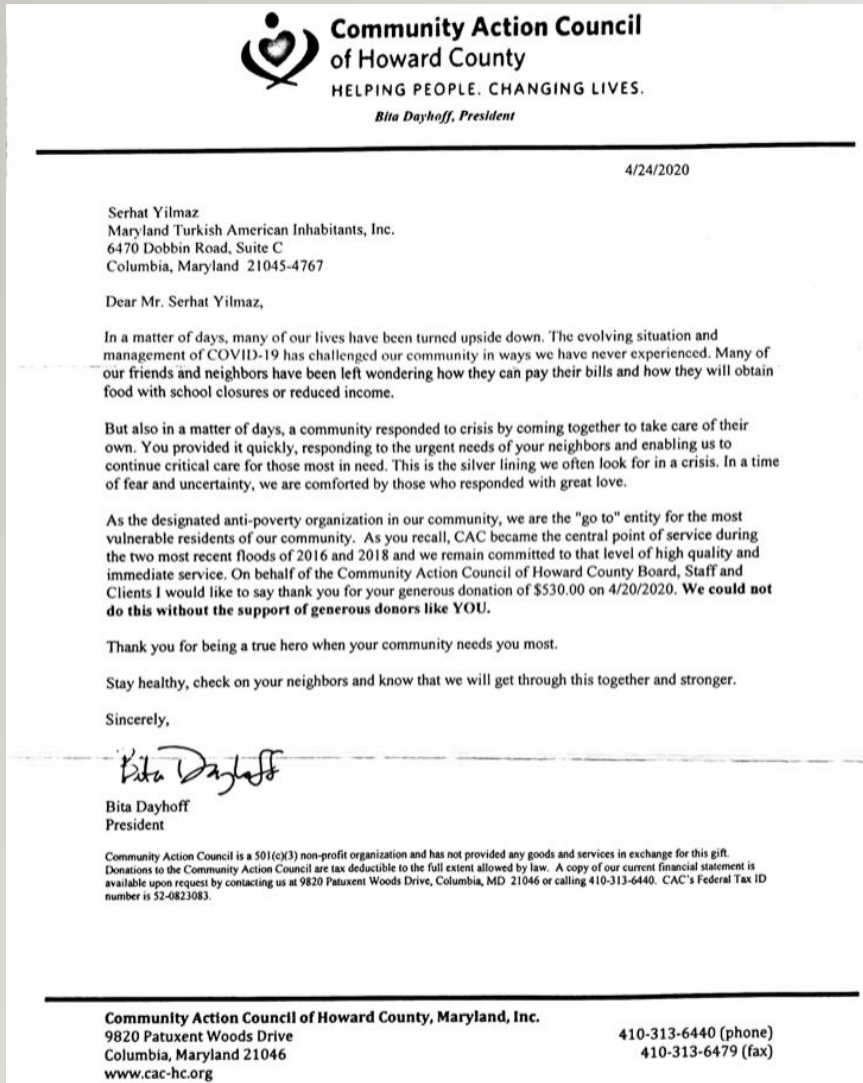 Community Action Council
of Howard County
HELPING PEOPLE. CHANGING LIVES.
Bita Dayhoff, President
4/24/2020
Serhat Yilmaz
Maryland Turkish American Inhabitants, Inc.
6470 Dobbin Road, Suite C
Columbia, Maryland 21045-4767
Dear Mr. Serhat Yilmaz,
In a matter of days, many of our lives have been turned upside down. The evolving situation and
management of COVID-19 has challenged our community in ways we have never experienced. Many of
our friends and neighbors have been left wondering how they can pay their bills and how they will obtain
food with school closures or reduced income.
But also in a matter of days, a community responded to crisis by coming together to take care of their
own. You provided it quickly, responding to the urgent needs of your neighbors and enabling us to
continue critical care for those most in need. This is the silver lining we often look for in a crisis. In a time
of fear and uncertainty, we are comforted by those who responded with great love.
As the designated anti-poverty organization in our community, we are the "go to" entity for the most
vulnerable residents of our community. As you recall, CAC became the central point of service during
the two most recent floods of 2016 and 2018 and we remain committed to that level of high quality and
immediate service. On behalf of the Community Action Council of Howard County Board, Staff and
Clients I would like to say thank you for your generous donation of $530.00 on 4/20/2020. We could not
do this without the support of generous donors like YOU.
Thank you for being a true hero when your community needs you most.
Stay healthy, check on your neighbors and know that we will get through this together and stronger.
Sincerely,
Bita Dayhoff
Bita Dayhoff
President
Community Action Council is a 501(c)(3) non-profit organization and has not provided any goods and services in exchange for this gift.
Donations to the Community Action Council are tax deductible to the full extent allowed by law. A copy of our current financial statement is
available upon request by contacting us at 9820 Patuxent Woods Drive, Columbia, MD 21046 or calling 410-313-6440. CAC's Federal Tax ID
number is 52-0823083.
Community Action Council of Howard County, Maryland, Inc.
9820 Patuxent Woods Drive
Columbia, Maryland 21046
www.cac-hc.org
410-313-6440 (phone)
410-313-6479 (fax)